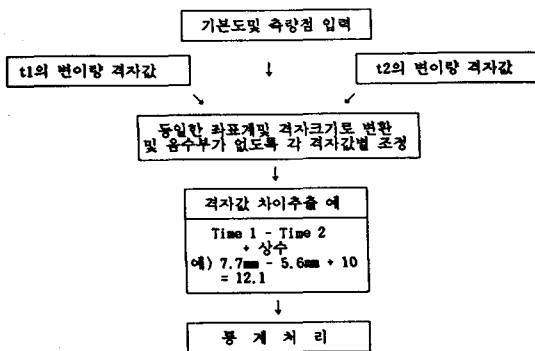 기본도및 측량점 입력
t1의 변이량 격자값
t2의 변이량 격자값
동일한 좌표계및 격자크기로 변환
및 음수부가 없도록 각 격자값별 조정
격자값 차이추출 예
Time 1 - Time 2
+ 상수
예) 7.7mm - 5.6mm + 10
= 12.1
통 계 처 리